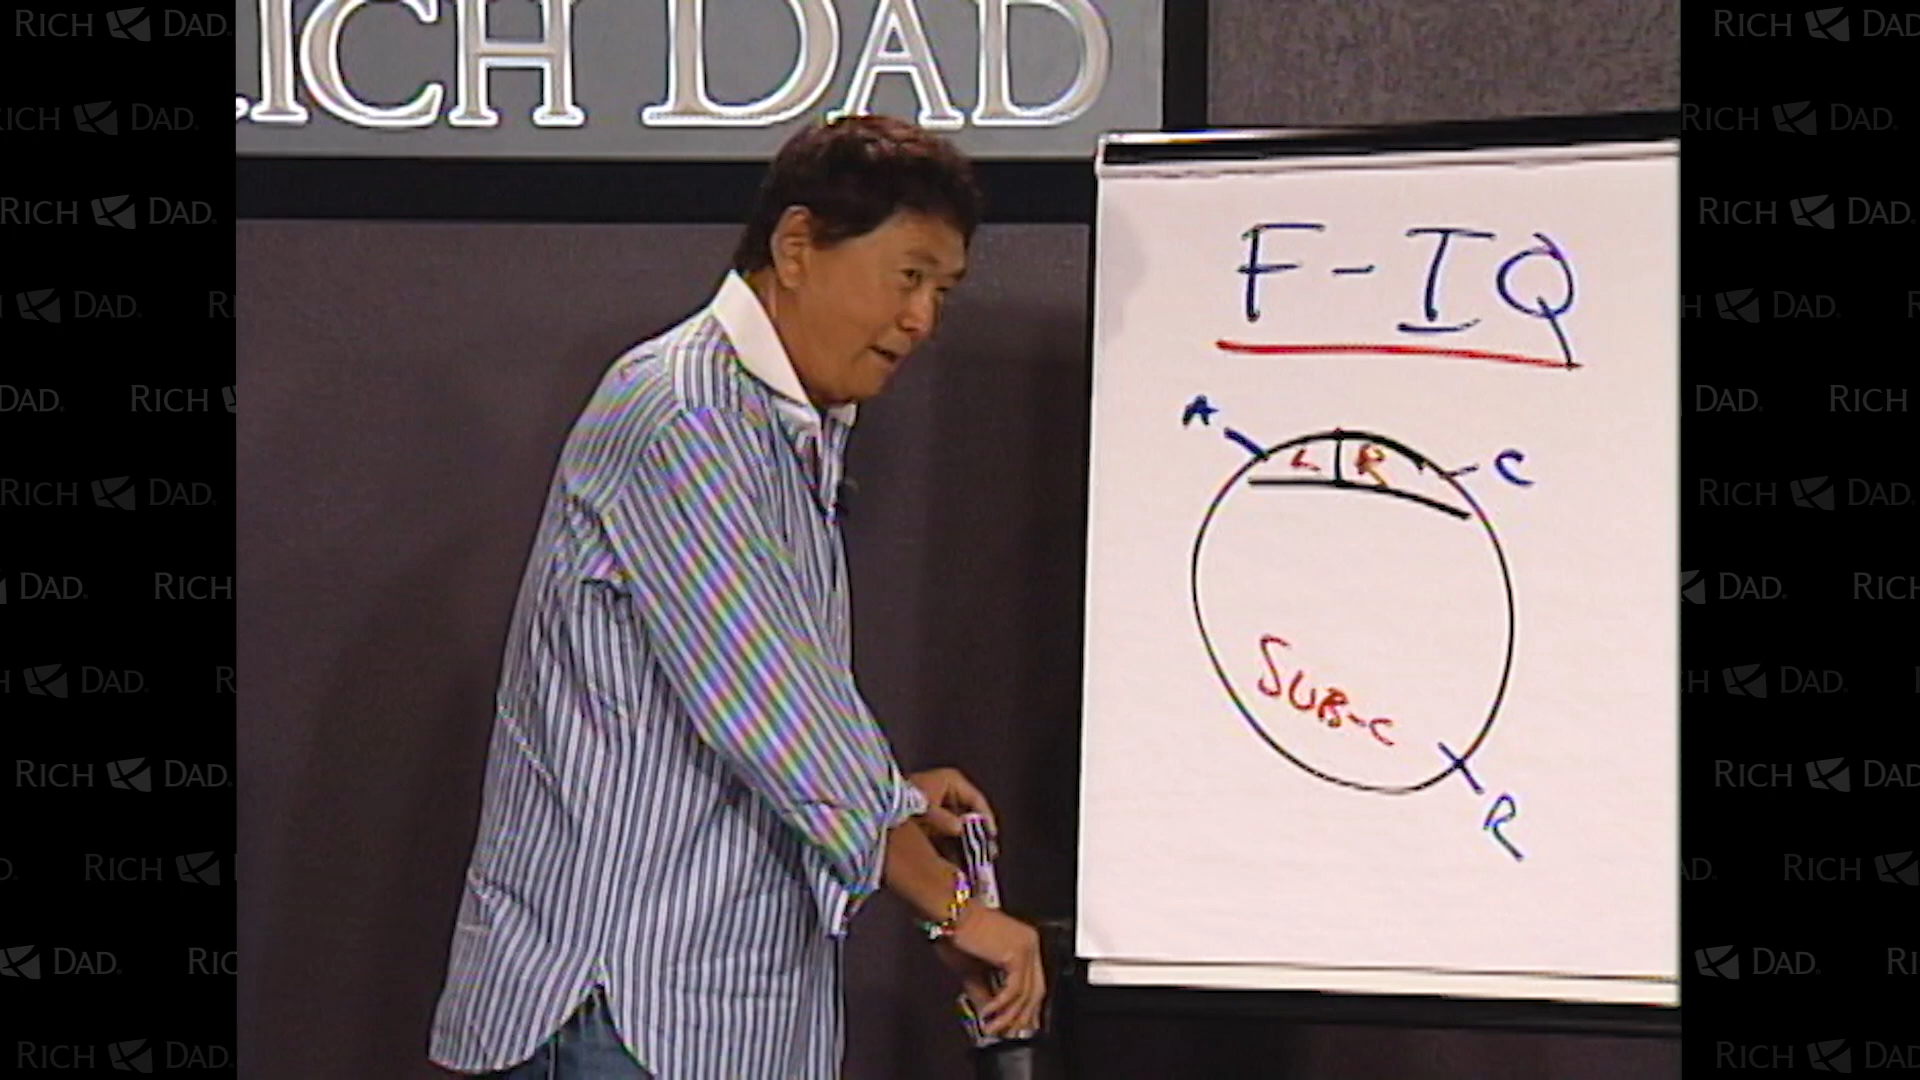 RICH DAD
F-IQ
A
L R
C
SUB-C
R
RICH DAD.